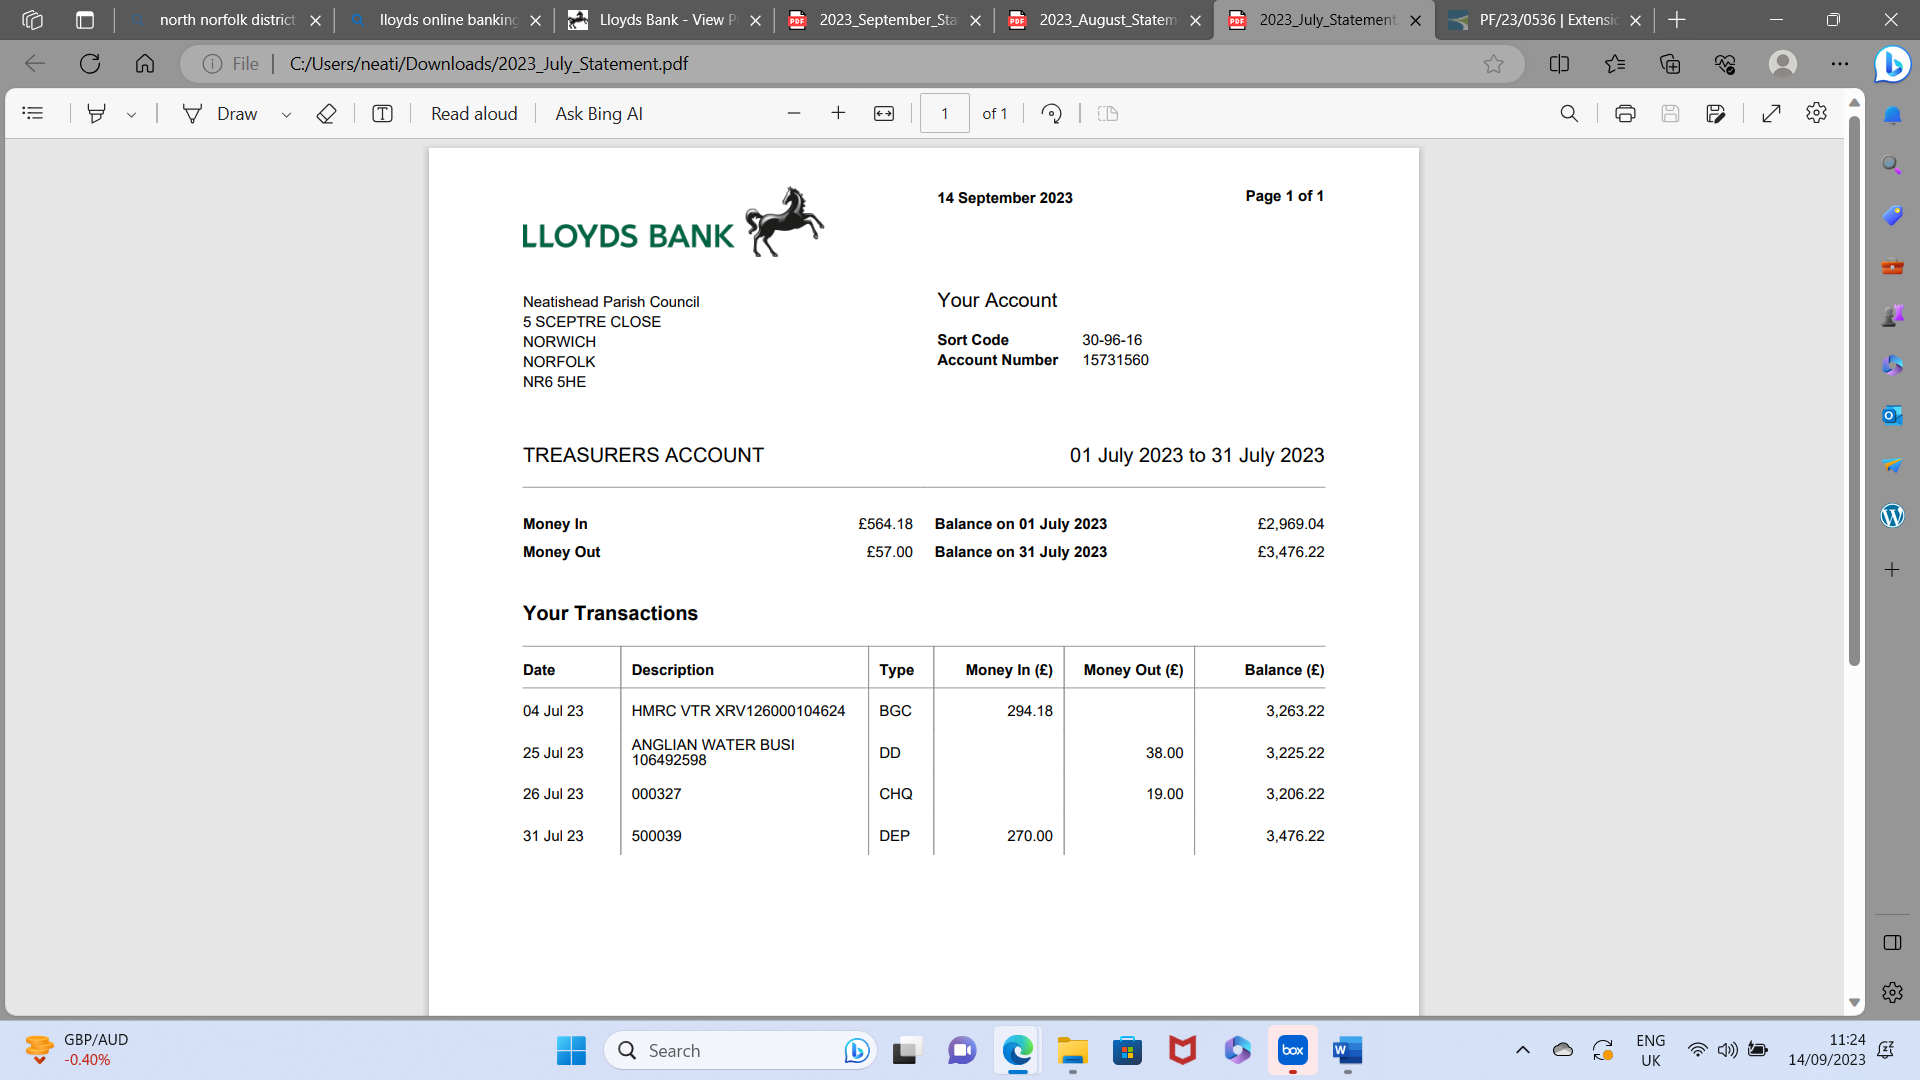 north norfolk district
lloyds online banking
Lloyds Bank - View P
2023_September_Sta
2023_August_Statem
2023_July_Statement
PF/23/0536 | Extensio
File
C:/Users/neati/Downloads/2023_July_Statement.pdf
Draw
Read aloud
Ask Bing AI
1
of 1
LLOYDS BANK
14 September 2023
Page 1 of 1
Neatishead Parish Council
5 SCEPTRE CLOSE
NORWICH
NORFOLK
NR6 5HE
Your Account
Sort Code 30-96-16
Account Number 15731560
TREASURERS ACCOUNT 01 July 2023 to 31 July 2023
Money In £564.18 Balance on 01 July 2023 £2,969.04
Money Out £57.00 Balance on 31 July 2023 £3,476.22
Your Transactions
Date Description Type Money In (£) Money Out (£) Balance (£)
04 Jul 23 HMRC VTR XRV126000104624 BGC 294.18 3,263.22
25 Jul 23 ANGLIAN WATER BUSI
106492598 DD 38.00 3,225.22
26 Jul 23 000327 CHQ 19.00 3,206.22
31 Jul 23 500039 DEP 270.00 3,476.22
GBP/AUD
-0.40%
Search
box
ENG
UK
11:24
14/09/2023